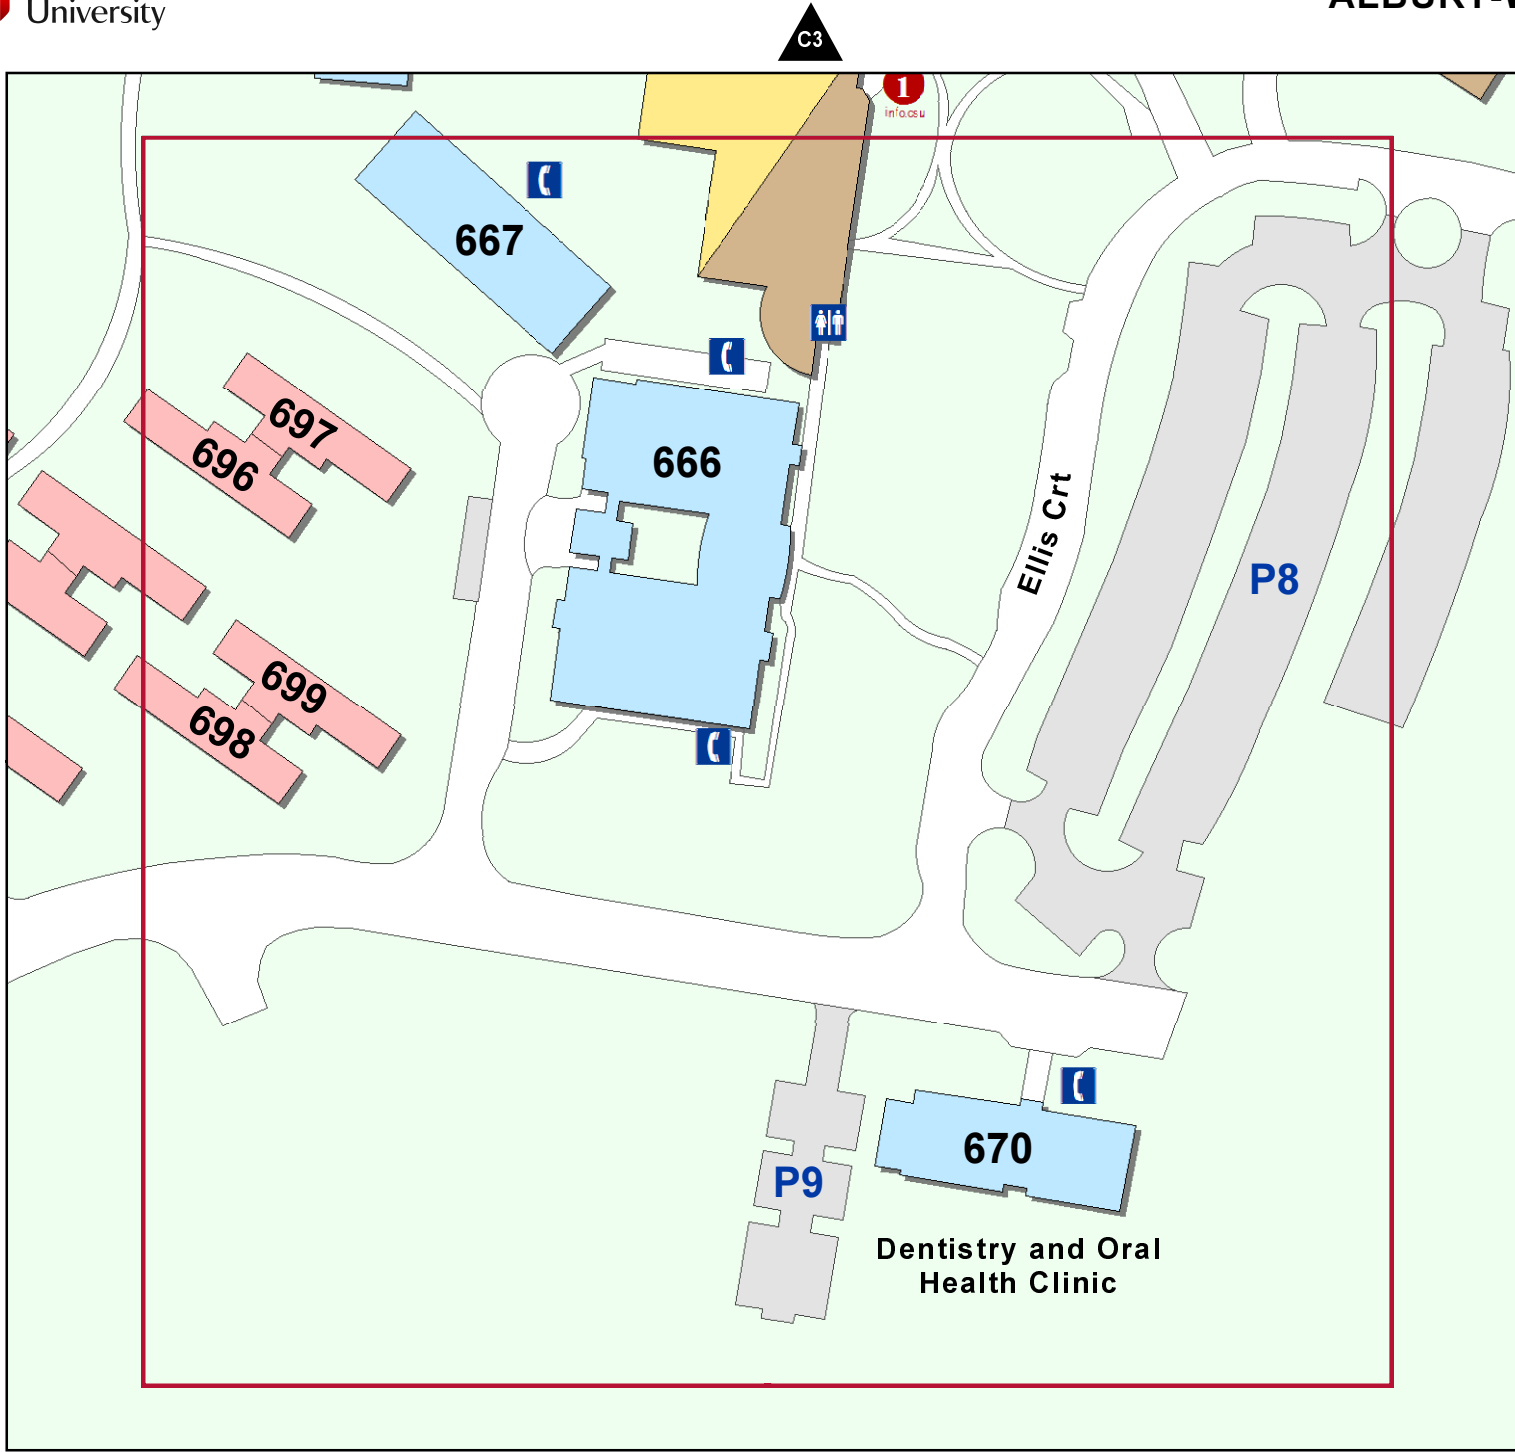 University
C3
1
info.csu
667
697
696
666
Ellis Crt
P8
699
698
670
P9
Dentistry and Oral
Health Clinic